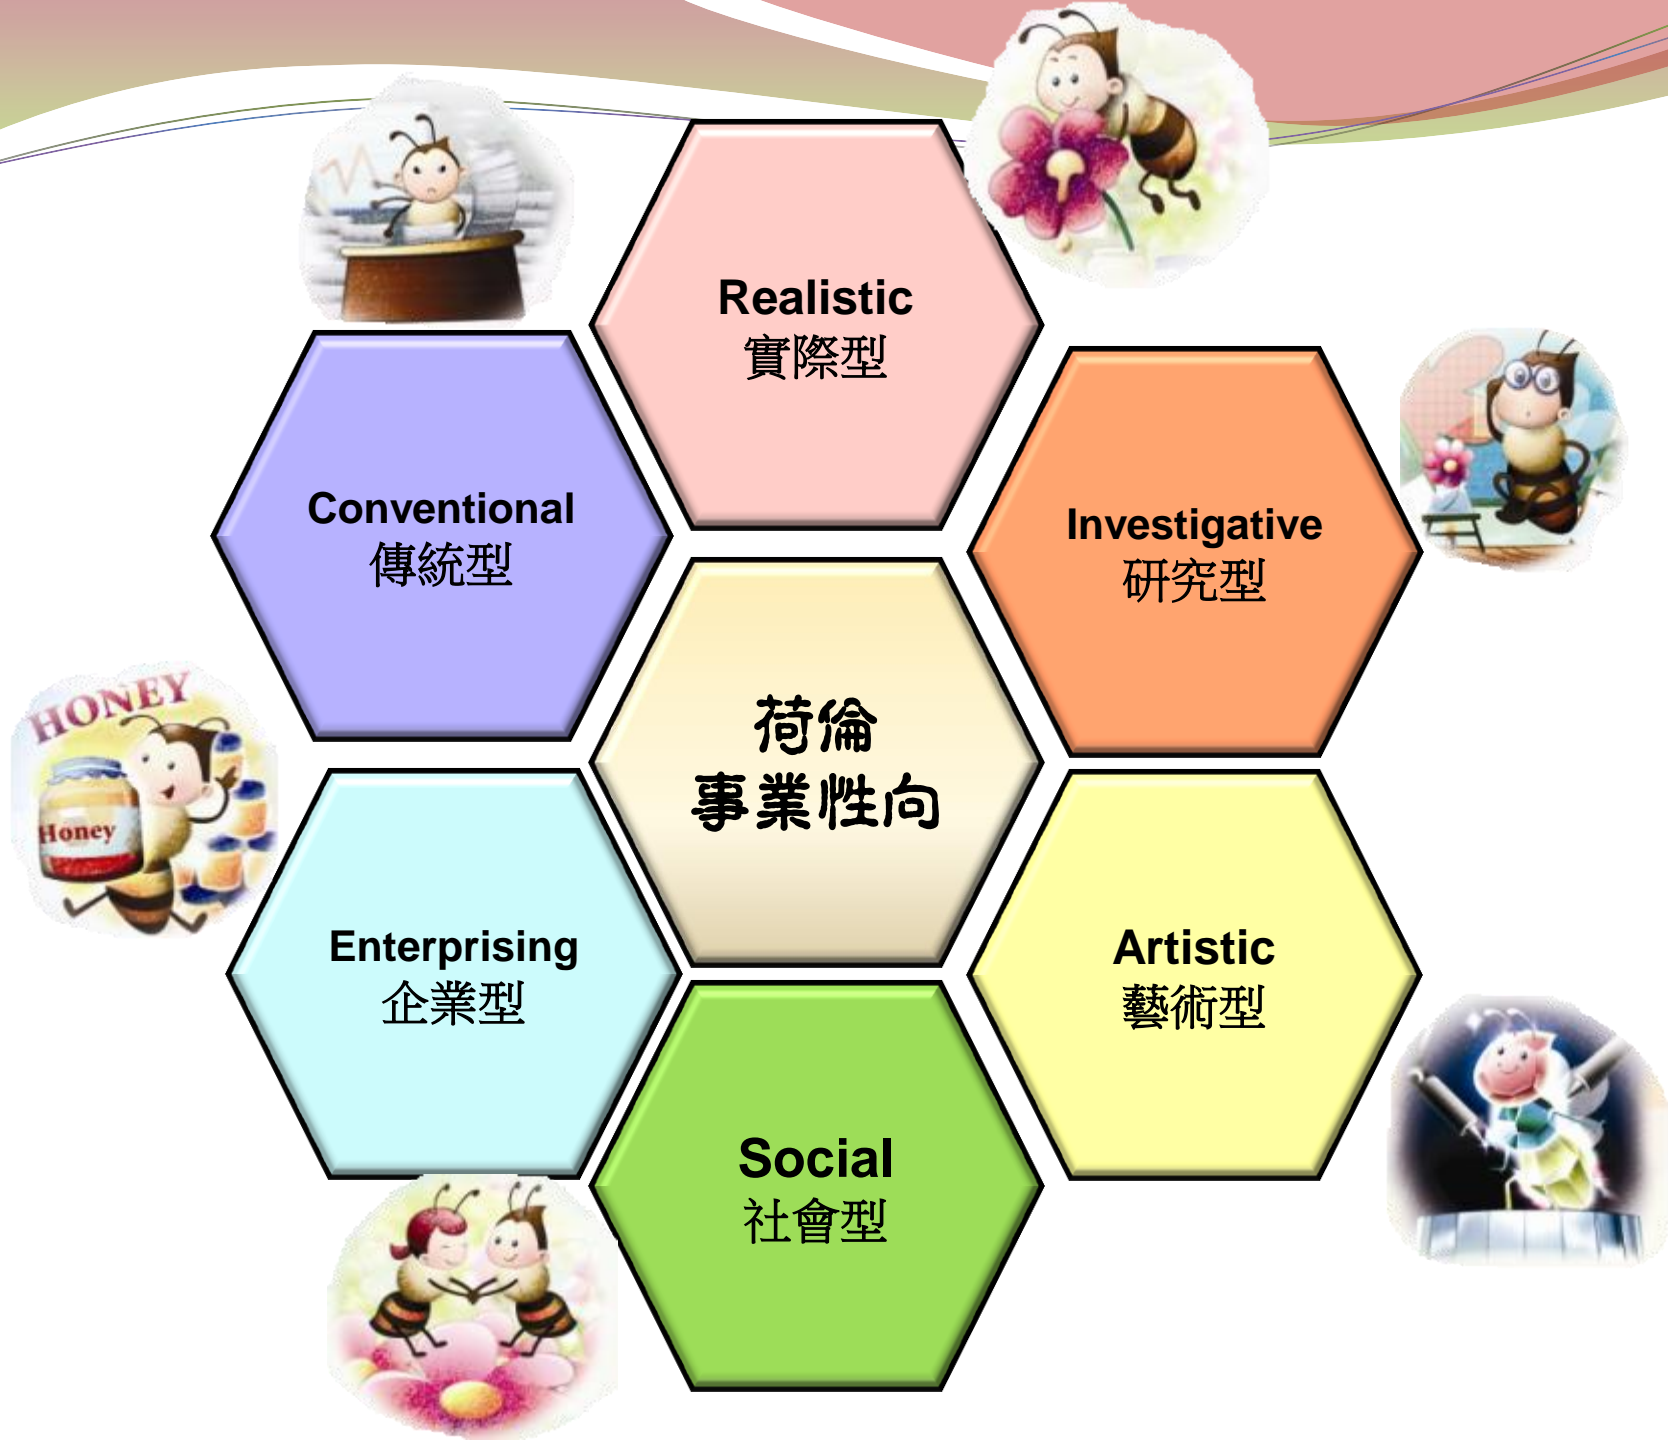 Realistic
實際型
Conventional
傳統型
Investigative
研究型
HONEY
Honey
荷倫
事業性向
Enterprising
企業型
Artistic
藝術型
Social
社會型